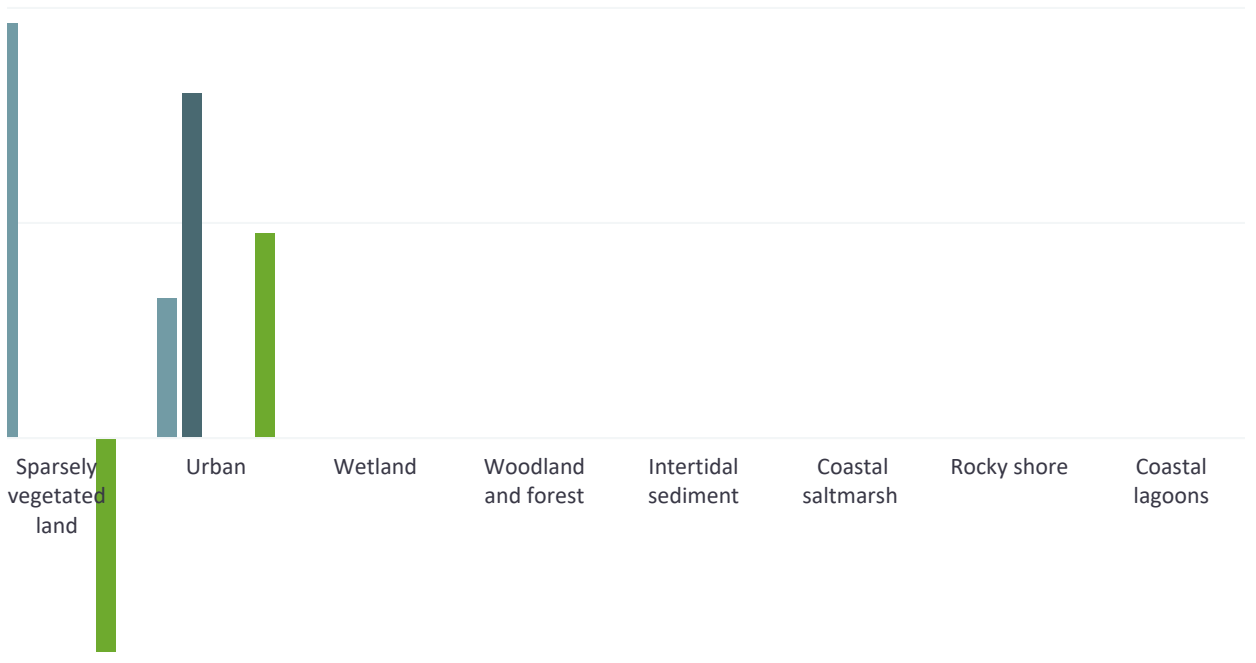 Sparsely
vegetated
land
Urban
Wetland
Woodland
and forest
Intertidal
sediment
Coastal
saltmarsh
Rocky shore
Coastal
lagoons